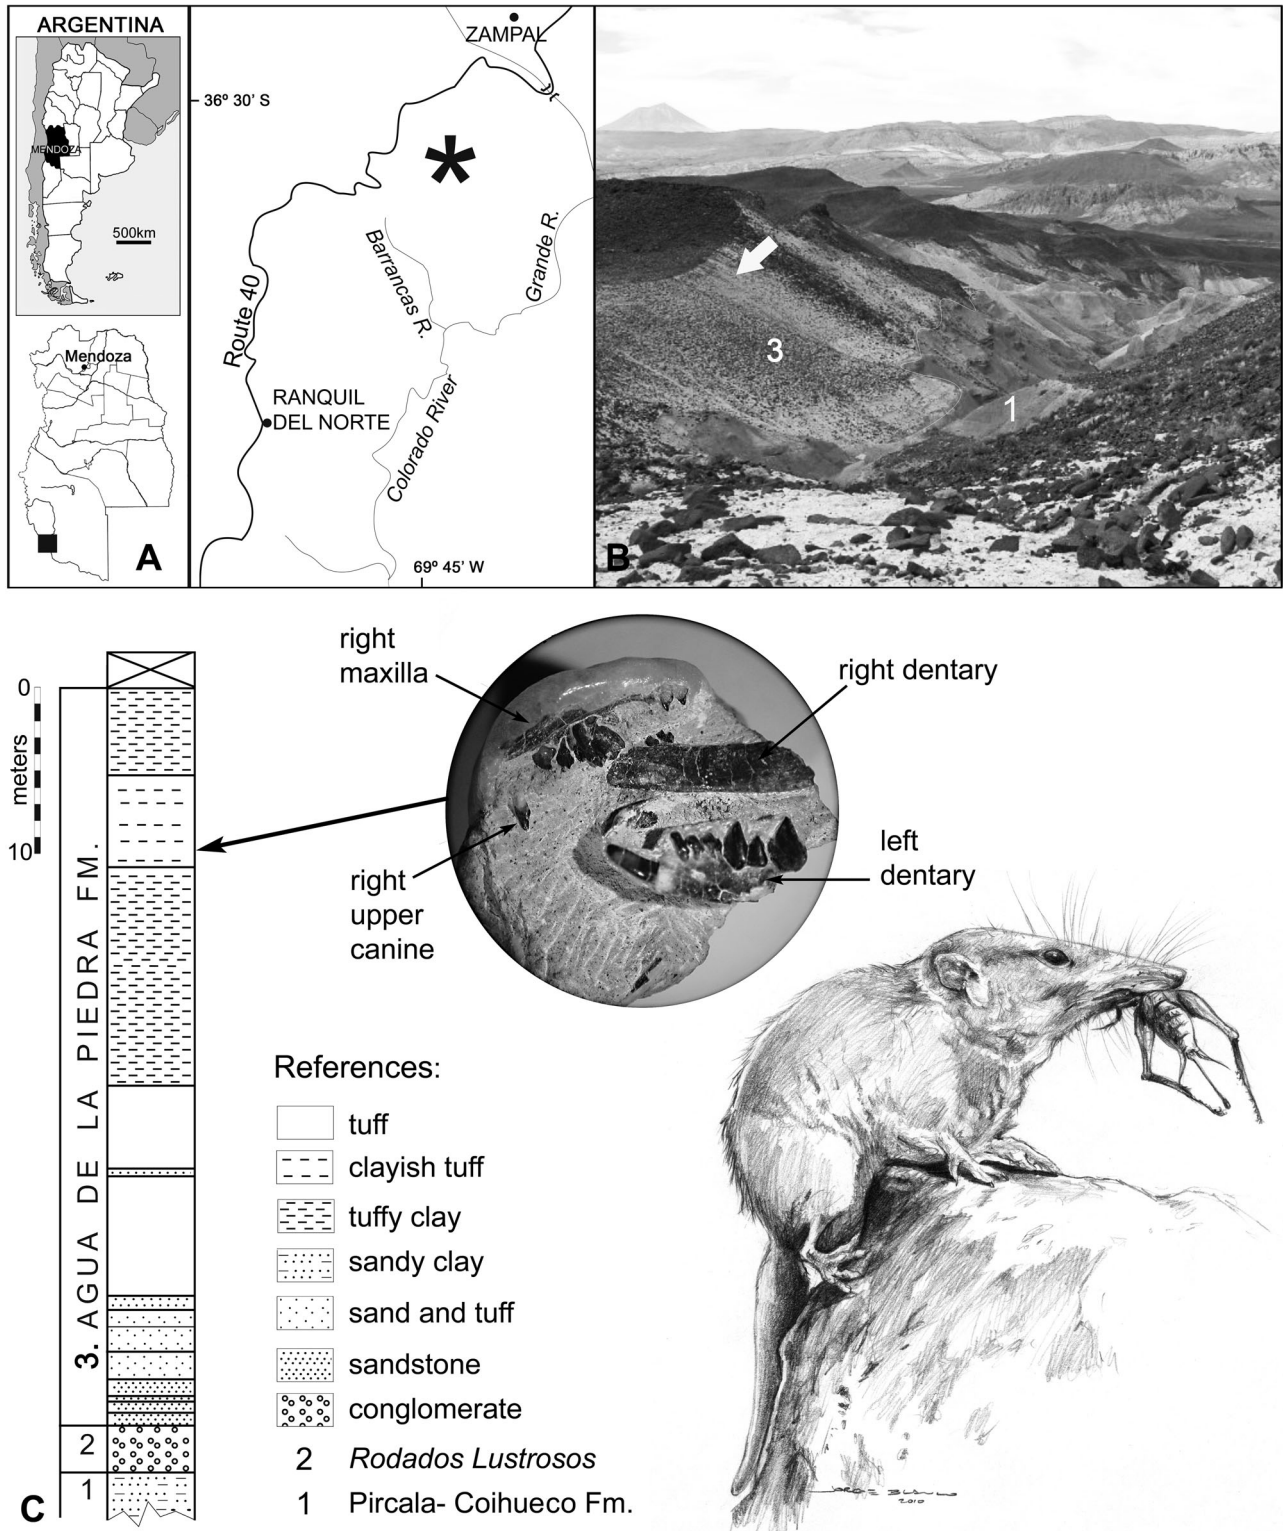 ARGENTINA
MENDOZA
500km
Mendoza
A
ZAMPAL
36º 30’ S
*
Barrancas R.
Grande R.
Route 40
RANQUIL
DEL NORTE
Colorado River
69º 45’ W
3
1
B
0
meters
10
3. AGUA DE LA PIEDRA FM.
2
1
C
right
maxilla
right dentary
right
upper
canine
left
dentary
References:
tuff
clayish tuff
tuffy clay
sandy clay
sand and tuff
sandstone
conglomerate
2 Rodados Lustrosos
1 Pircala- Coihueco Fm.
2010